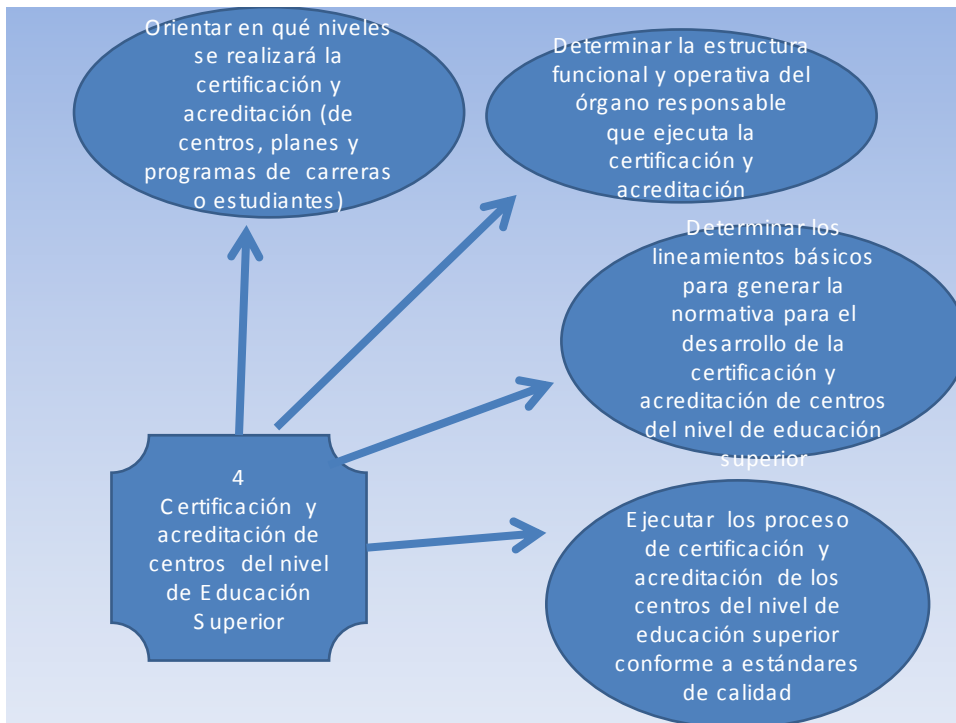 Orientar en qué niveles
se realizará la
certificación y
acreditación (de
centros, planes y
programas de carreras
o estudiantes)
Determinar la estructura
funcional y operativa del
órgano responsable
que ejecuta la
certificación y
acreditación
Determinar los
lineamientos básicos
para generar la
normativa para el
desarrollo de la
certificación y
acreditación de centros
del nivel de educación
superior
4
Certificación y
acreditación de
centros del nivel
de Educación
Superior
Ejecutar los proceso
de certificación y
acreditación de los
centros del nivel de
educación superior
conforme a estándares
de calidad